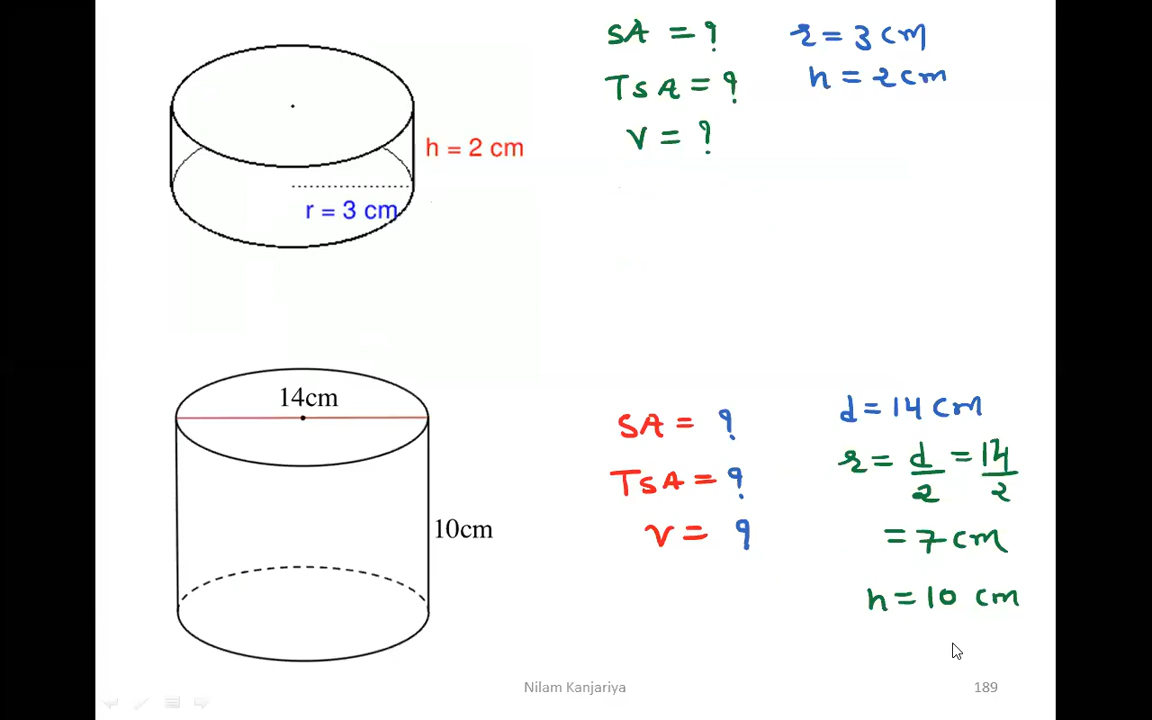 SA = ? r = 3 cm
TSA = ? h = 2 cm
V = ?
h = 2 cm
r = 3 cm
14cm
SA = ? d = 14 cm
r = d/2 = 14/2
TSA = ?
V = ? = 7 cm
10cm
h = 10 cm
Nilam Kanjariya 189